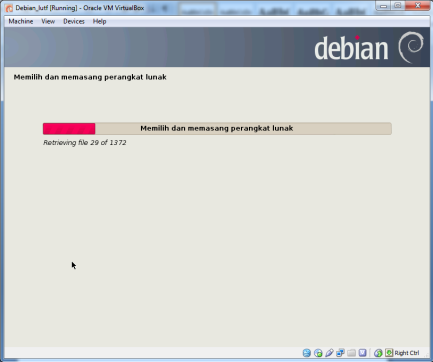 Debian_lutf [Running] - Oracle VM VirtualBox
Machine View Devices Help
debian
Memilih dan memasang perangkat lunak
Memilih dan memasang perangkat lunak
Retrieving file 29 of 1372
Right Ctrl